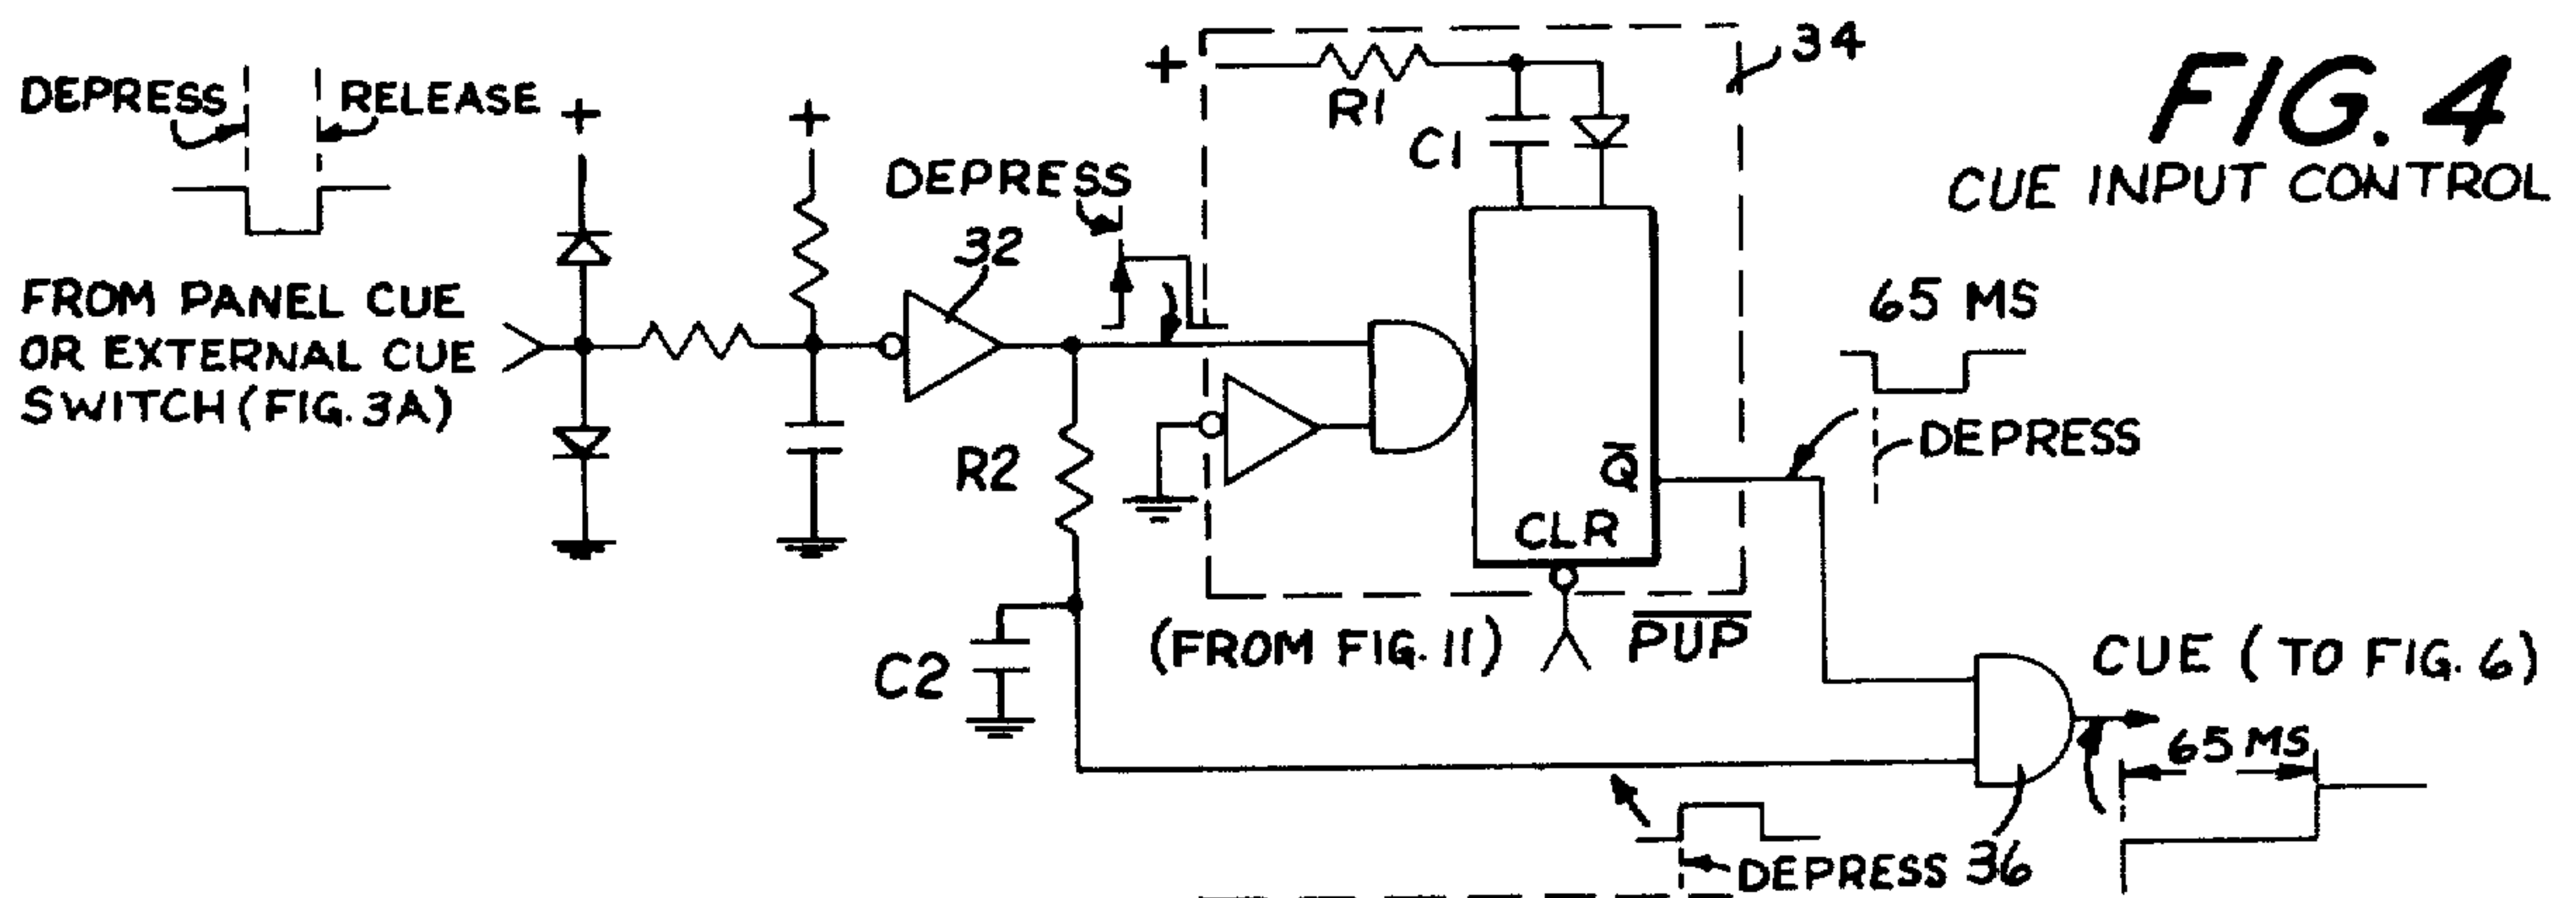 DEPRESS
RELEASE
+
+
+
34
FIG. 4
CUE INPUT CONTROL
R1
C1
DEPRESS
32
FROM PANEL CUE
OR EXTERNAL CUE
SWITCH (FIG. 3A)
65 MS
DEPRESS
R2
Q̅
CLR
C2
(FROM FIG. 11)
P̅U̅P̅
CUE (TO FIG. 6)
65 MS
DEPRESS
36